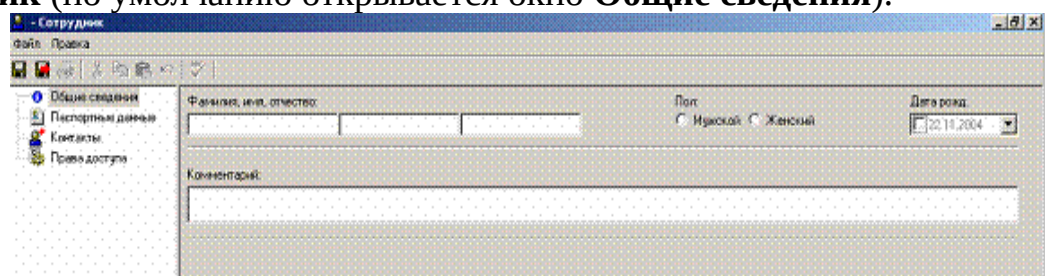 ик (по умолчанию открывается окно Общие сведения).
- Сотрудник
Файл Правка
Общие сведения
Паспортные данные
Контакты
Права доступа
Фамилия, имя, отчество:
Пол:
Дата рожд.
Мужской Женский
22.11.2004
Комментарий: